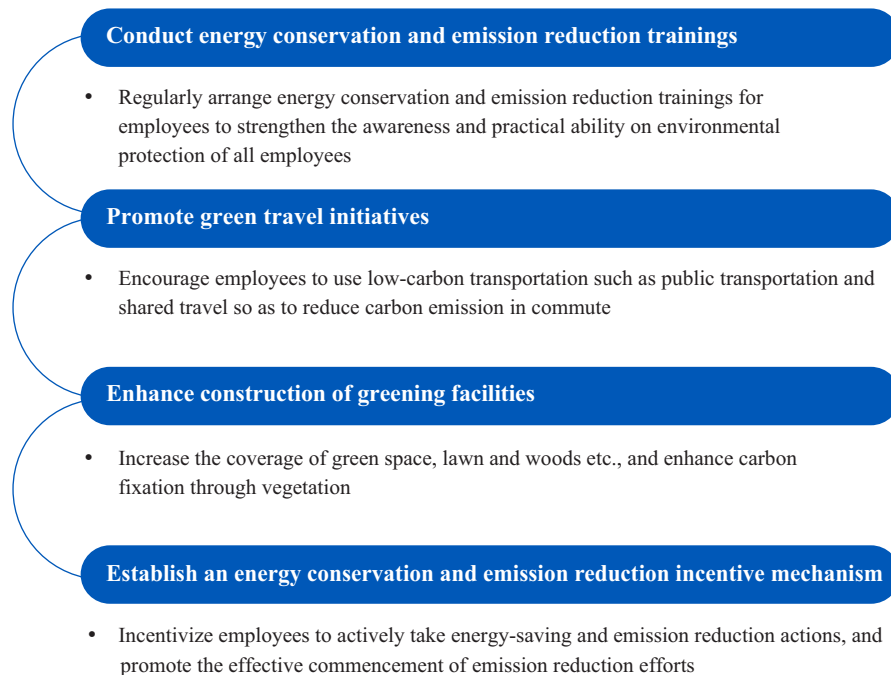 Conduct energy conservation and emission reduction trainings
• Regularly arrange energy conservation and emission reduction trainings for
employees to strengthen the awareness and practical ability on environmental
protection of all employees
Promote green travel initiatives
• Encourage employees to use low-carbon transportation such as public transportation and
shared travel so as to reduce carbon emission in commute
Enhance construction of greening facilities
• Increase the coverage of green space, lawn and woods etc., and enhance carbon
fixation through vegetation
Establish an energy conservation and emission reduction incentive mechanism
• Incentivize employees to actively take energy-saving and emission reduction actions, and
promote the effective commencement of emission reduction efforts